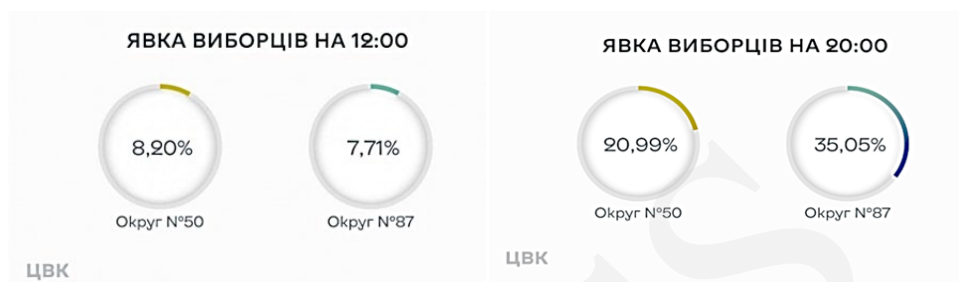 ЯВКА ВИБОРЦІВ НА 12:00
8,20%
7,71%
Округ №50
Округ №87
ЦВК
ЯВКА ВИБОРЦІВ НА 20:00
20,99%
35,05%
Округ №50
Округ №87
ЦВК